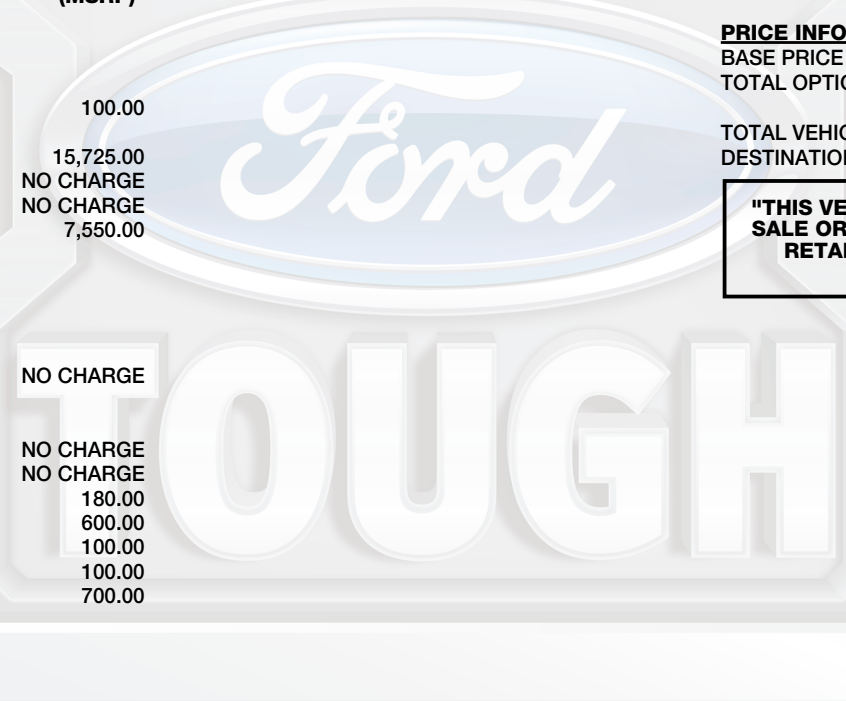 (MSRP)
100.00
15,725.00
NO CHARGE
NO CHARGE
7,550.00
NO CHARGE
NO CHARGE
NO CHARGE
180.00
600.00
100.00
100.00
700.00
Ford
TOUGH
PRICE INFO
BASE PRICE
TOTAL OPTIO
TOTAL VEHIC
DESTINATION
"THIS VE
SALE OR
RETAI